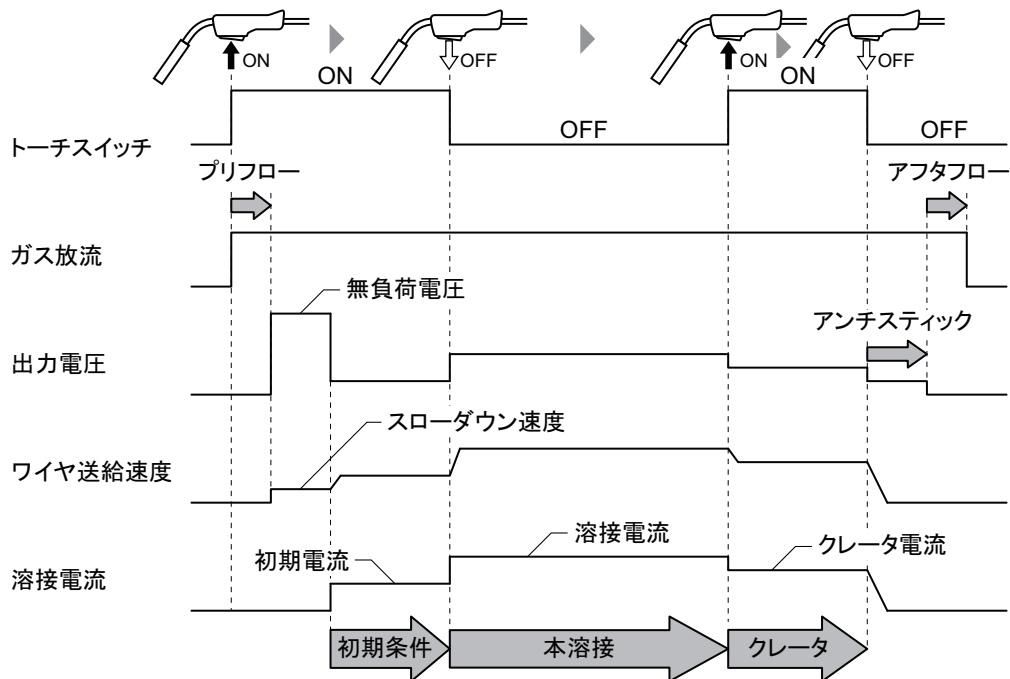 ON
OFF
ON
OFF
ON
ON
トーチスイッチ
OFF
OFF
プリフロー
アフタフロー
ガス放流
無負荷電圧
アンチスティック
出力電圧
スローダウン速度
ワイヤ送給速度
溶接電流
初期電流
クレータ電流
溶接電流
初期条件
本溶接
クレータ